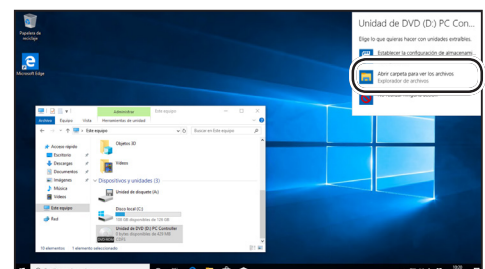 Papelera de
reciclaje
Microsoft Edge
Unidad de DVD (D:) PC Con...
Elige lo que quieras hacer con unidades extraíbles.
Establecer la configuración de almacenami...
Abrir carpeta para ver los archivos
Explorador de archivos
Administrar
Este equipo
Archivo
Equipo
Vista
Herramientas de unidad
Este equipo
Buscar en Este equipo
Acceso rápido
Escritorio
Descargas
Documentos
Imágenes
Música
Vídeos
Este equipo
Red
Objetos 3D
Vídeos
Dispositivos y unidades (3)
Unidad de disquete (A:)
Disco local (C:)
Unidad de DVD (D:) PC Controller
CDFS
10 elementos
1 elemento seleccionado